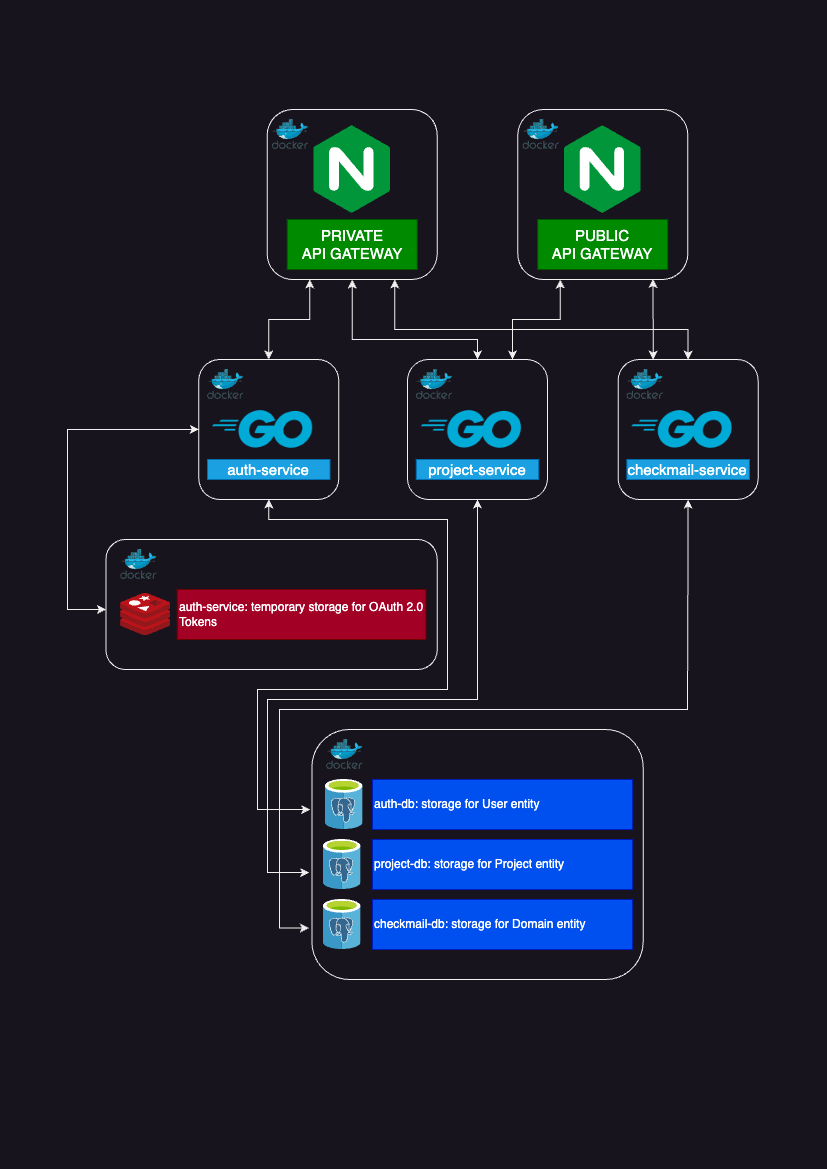 docker
N
PRIVATE
API GATEWAY
docker
N
PUBLIC
API GATEWAY
docker
GO
auth-service
docker
GO
project-service
docker
GO
checkmail-service
docker
auth-service: temporary storage for OAuth 2.0
Tokens
docker
auth-db: storage for User entity
project-db: storage for Project entity
checkmail-db: storage for Domain entity